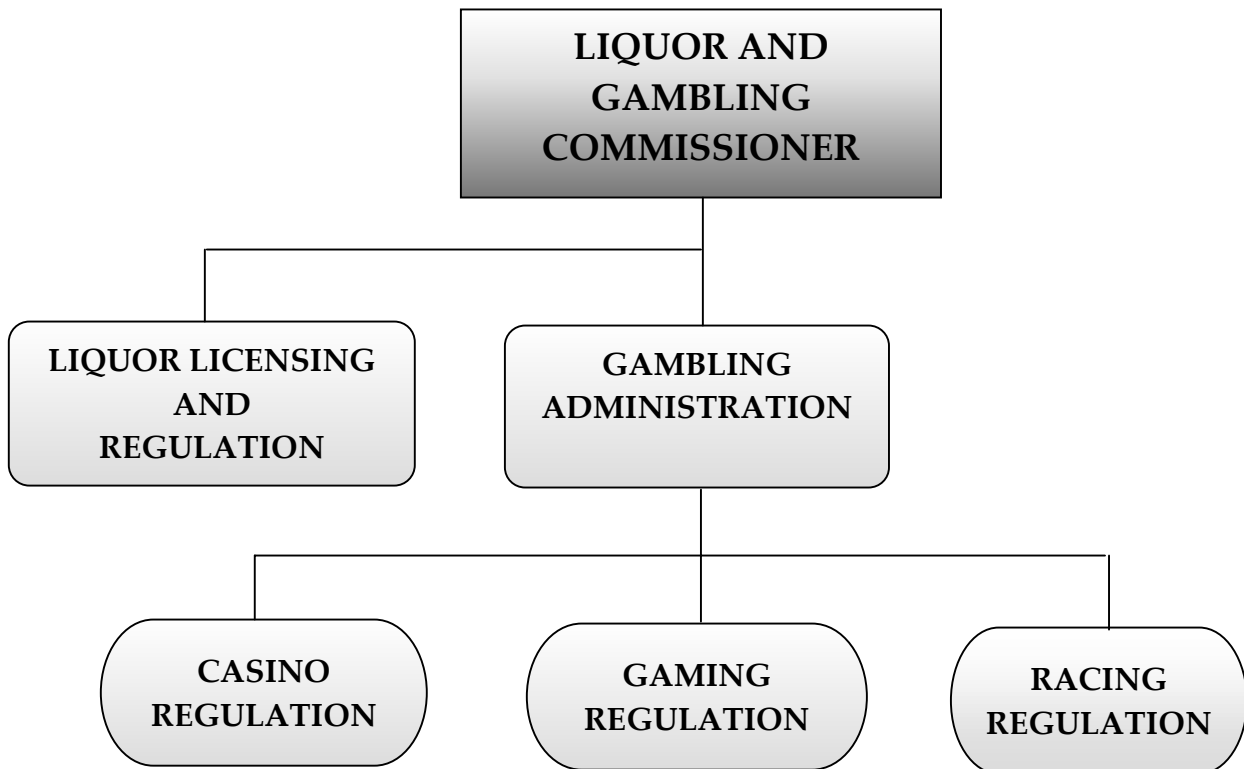 LIQUOR AND
GAMBLING
COMMISSIONER
LIQUOR LICENSING
AND
REGULATION
GAMBLING
ADMINISTRATION
CASINO
REGULATION
GAMING
REGULATION
RACING
REGULATION